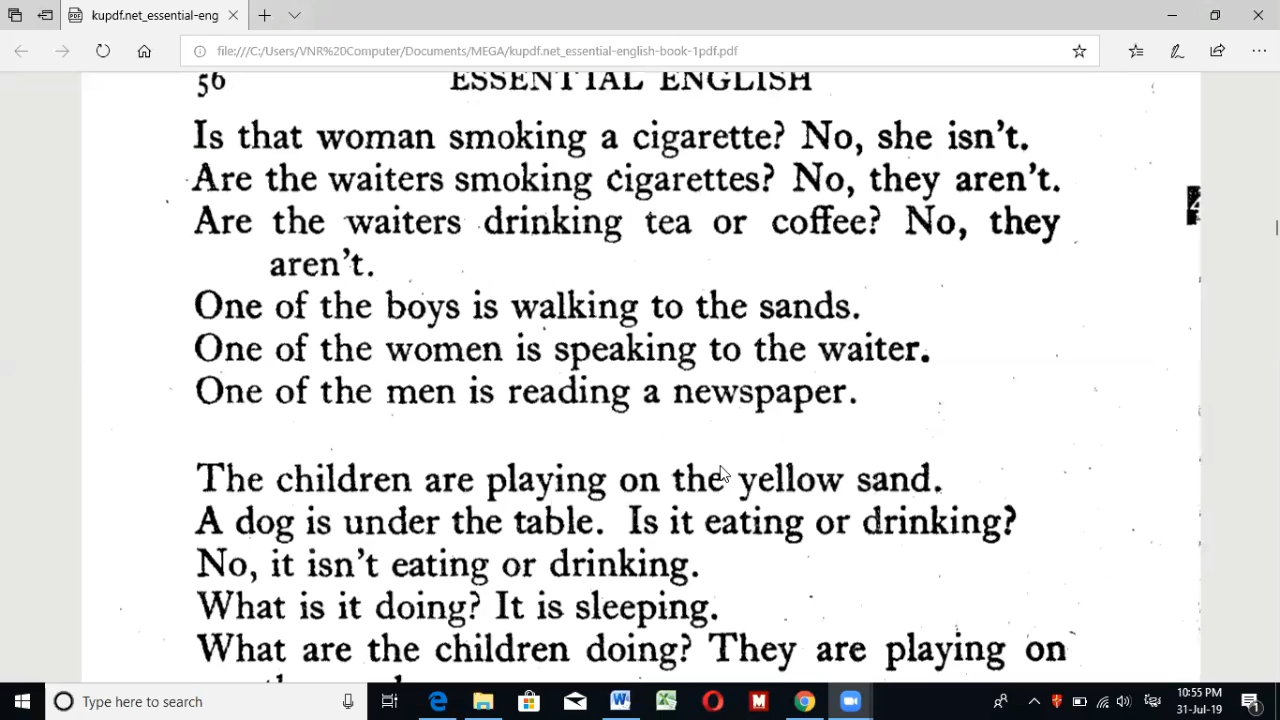 kupdf.net_essential-eng
file:///C:/Users/VNR%20Computer/Documents/MEGA/kupdf.net_essential-english-book-1pdf.pdf
56 ESSENTIAL ENGLISH
Is that woman smoking a cigarette? No, she isn't.
Are the waiters smoking cigarettes? No, they aren't.
Are the waiters drinking tea or coffee? No, they
aren't.
One of the boys is walking to the sands.
One of the women is speaking to the waiter.
One of the men is reading a newspaper.
The children are playing on the yellow sand.
A dog is under the table. Is it eating or drinking?
No, it isn't eating or drinking.
What is it doing? It is sleeping.
What are the children doing? They are playing on
Type here to search
10:55 PM
31-Jul-19